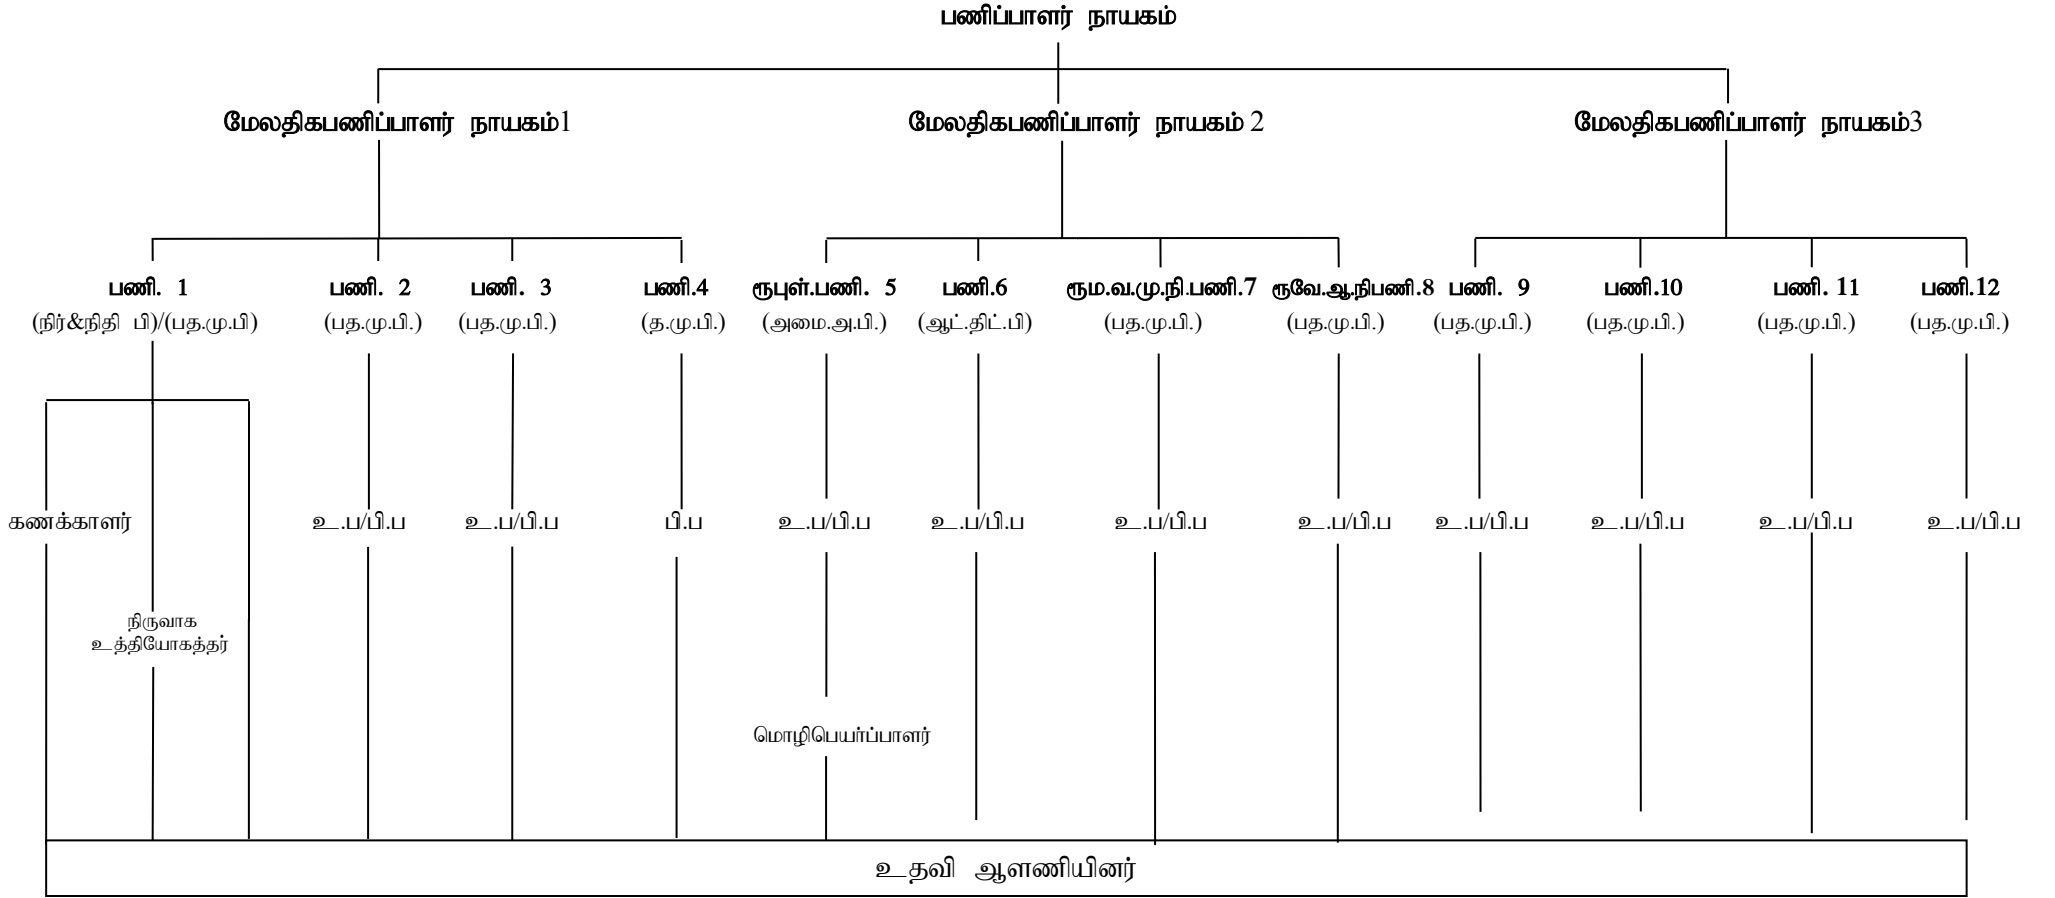 பணிப்பாளர் நாயகம்
மேலதிகபணிப்பாளர் நாயகம்1 மேலதிகபணிப்பாளர் நாயகம் 2 மேலதிகபணிப்பாளர் நாயகம்3
பணி. 1 பணி. 2 பணி. 3 பணி.4 ரூபுள்.பணி. 5 பணி.6 ரூம.வ.மு.நி.பணி.7 ரூவே.ஆ.நிபணி.8 பணி. 9 பணி.10 பணி. 11 பணி.12
(நிர்&நிதி பி)/(பத.மு.பி) (பத.மு.பி.) (பத.மு.பி.) (த.மு.பி.) (அமை.அ.பி.) (ஆட்.திட்.பி) (பத.மு.பி.) (பத.மு.பி.) (பத.மு.பி.) (பத.மு.பி.) (பத.மு.பி.) (பத.மு.பி.)
கணக்காளர் உ.ப/பி.ப உ.ப/பி.ப பி.ப உ.ப/பி.ப உ.ப/பி.ப உ.ப/பி.ப உ.ப/பி.ப உ.ப/பி.ப உ.ப/பி.ப உ.ப/பி.ப உ.ப/பி.ப
நிருவாக
உத்தியோகத்தர்
மொழிபெயர்ப்பாளர்
உதவி ஆளணியினர்